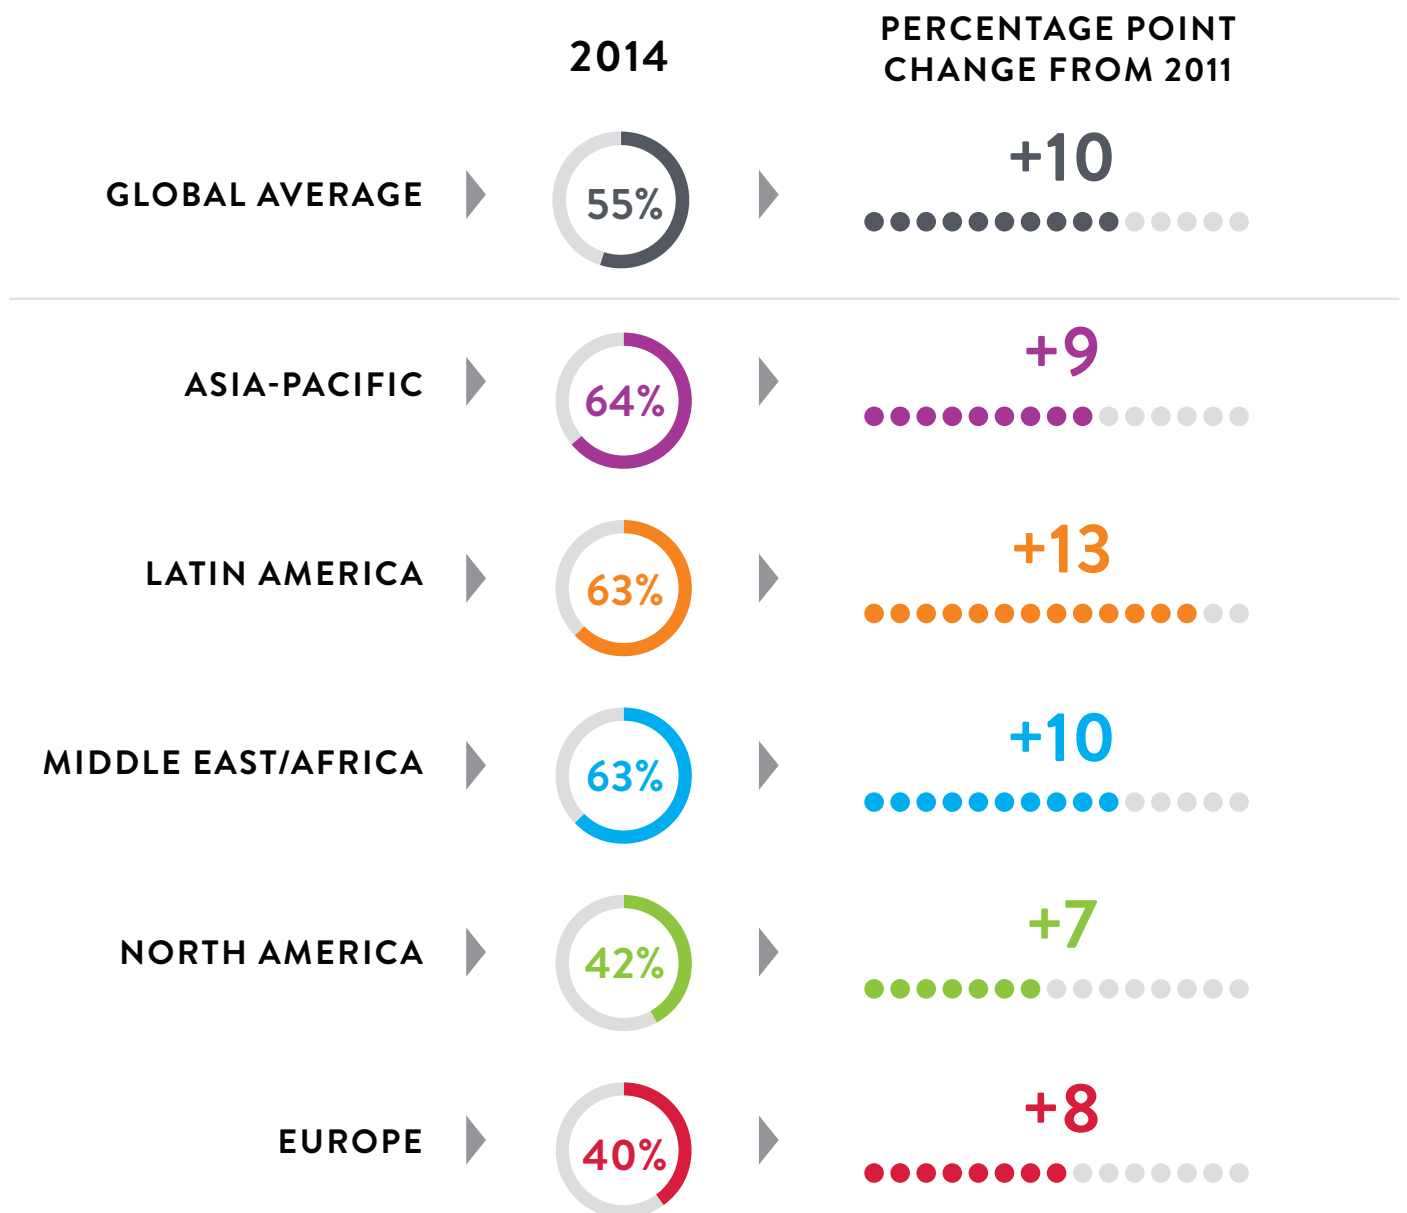 2014
PERCENTAGE POINT
CHANGE FROM 2011
GLOBAL AVERAGE
55%
+10
ASIA-PACIFIC
64%
+9
LATIN AMERICA
63%
+13
MIDDLE EAST/AFRICA
63%
+10
NORTH AMERICA
42%
+7
EUROPE
40%
+8